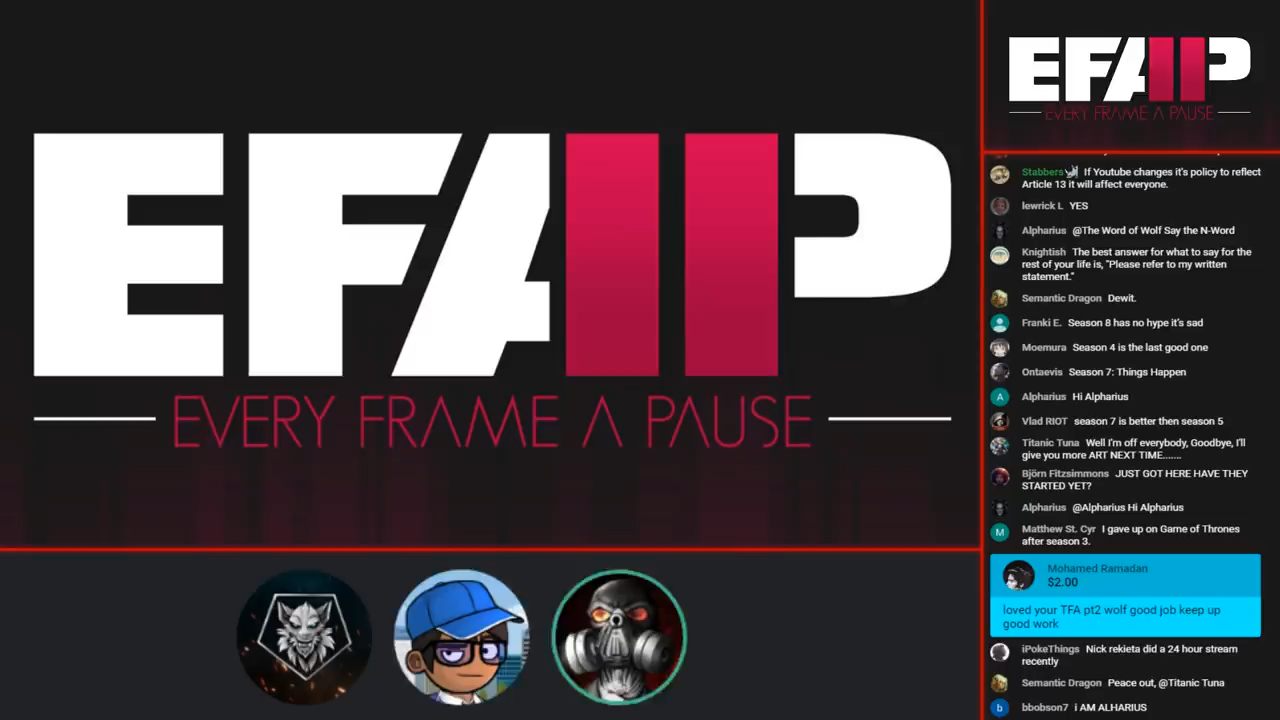 EFAP
EVERY FRAME A PAUSE
EFAP
EVERY FRAME A PAUSE
Stabbers If Youtube changes it's policy to reflect
Article 13 it will affect everyone.
lewrick L YES
Alpharius @The Word of Wolf Say the N-Word
Knightish The best answer for what to say for the
rest of your life is, "Please refer to my written
statement."
Semantic Dragon Dewit.
Franki E. Season 8 has no hype it's sad
Moemura Season 4 is the last good one
Ontaevis Season 7: Things Happen
A
Alpharius Hi Alpharius
Vlad RIOT season 7 is better then season 5
Titanic Tuna Well I'm off everybody, Goodbye, I'll
give you more ART NEXT TIME.......
Björn Fitzsimmons JUST GOT HERE HAVE THEY
STARTED YET?
Alpharius @Alpharius Hi Alpharius
M
Matthew St. Cyr I gave up on Game of Thrones
after season 3.
Mohamed Ramadan
$2.00
loved your TFA pt2 wolf good job keep up
good work
iPokeThings Nick rekieta did a 24 hour stream
recently
Semantic Dragon Peace out, @Titanic Tuna
b
bbobson7 i AM ALHARIUS